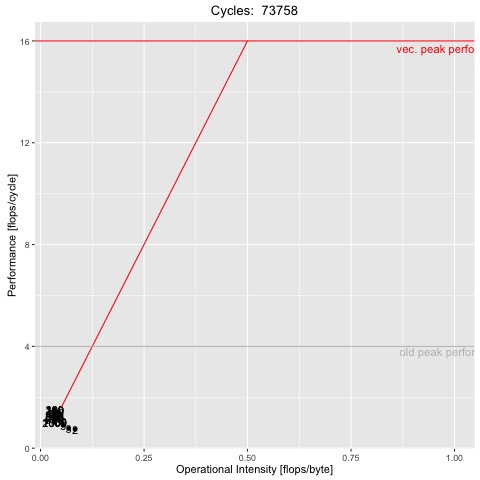 Cycles:  73758
16
vec. peak perfo
12
8
4
old peak perfor
0
Performance [flops/cycle]
0.00
0.25
0.50
0.75
1.00
Operational Intensity [flops/byte]